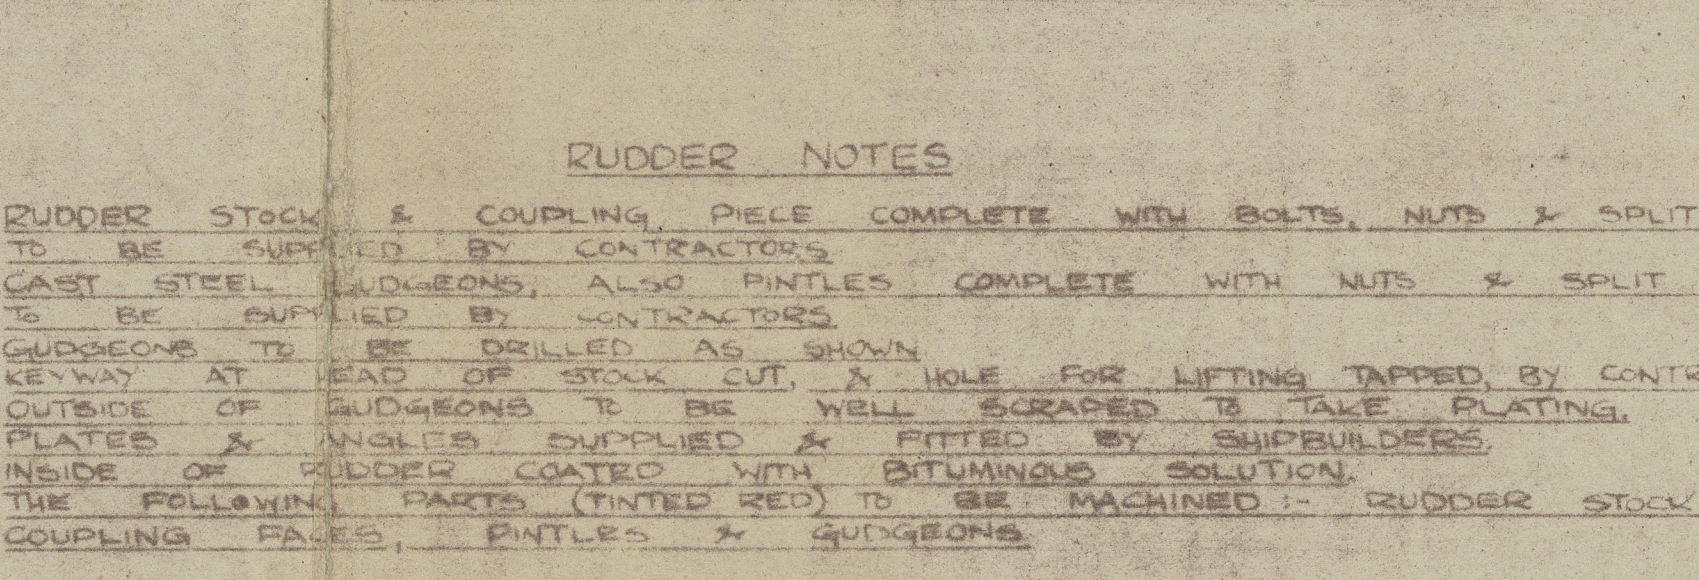 RUDDER NOTES
RUDDER STOCK & COUPLING PIECE COMPLETE WITH BOLTS, NUTS & SPLIT
TO BE SUPPLIED BY CONTRACTORS
CAST STEEL GUDGEONS, ALSO PINTLES COMPLETE WITH NUTS & SPLIT
TO BE SUPPLIED BY CONTRACTORS
GUDGEONS TO BE DRILLED AS SHOWN
KEYWAY AT HEAD OF STOCK CUT, & HOLE FOR LIFTING TAPPED, BY CONTR
OUTSIDE OF GUDGEONS TO BE WELL SCRAPED TO TAKE PLATING.
PLATES & ANGLES SUPPLIED & FITTED BY SHIPBUILDERS.
INSIDE OF RUDDER COATED WITH BITUMINOUS SOLUTION.
THE FOLLOWING PARTS (TINTED RED) TO BE MACHINED :- RUDDER STOCK
COUPLING FACES, PINTLES & GUDGEONS